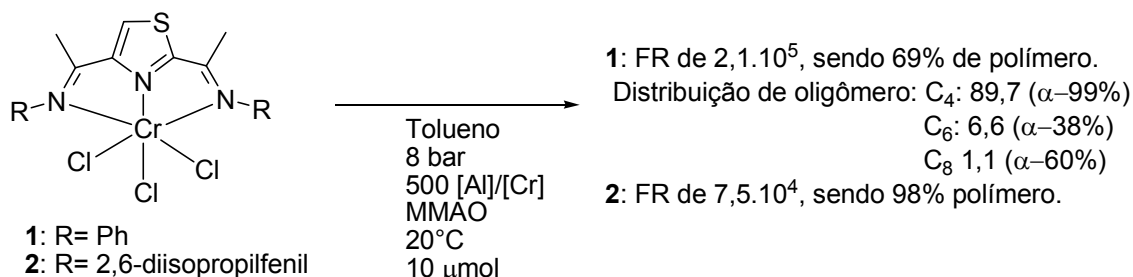 S
N
R
N
N
R
Cr
Cl
Cl
Cl
1: R= Ph
2: R= 2,6-diisopropilfenil
Tolueno
8 bar
500 [Al]/[Cr]
MMAO
20°C
10 μmol
1: FR de 2,1.10⁵, sendo 69% de polímero.
Distribuição de oligômero: C₄: 89,7 (α–99%)
C₆: 6,6 (α–38%)
C₈ 1,1 (α–60%)
2: FR de 7,5.10⁴, sendo 98% polímero.